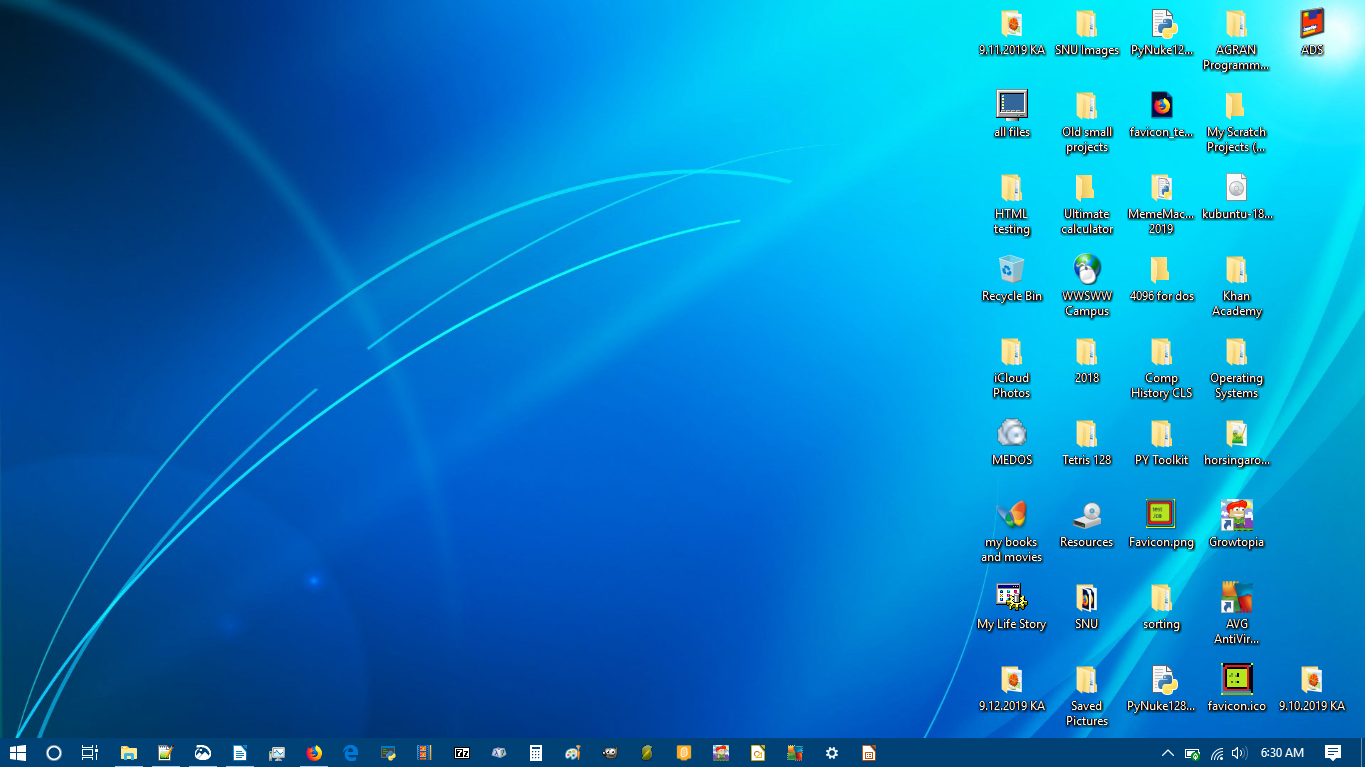 9.11.2019 KA
SNU Images
PyNuke12...
AGRAN
Programm...
ADS
all files
Old small
projects
favicon_te...
My Scratch
Projects (...
HTML
testing
Ultimate
calculator
MemeMac...
2019
kubuntu-18...
Recycle Bin
WWSWW
Campus
4096 for dos
Khan
Academy
iCloud
Photos
2018
Comp
History CLS
Operating
Systems
MEDOS
Tetris 128
PY Toolkit
horsingaro...
my books
and movies
Resources
test
.ico
Favicon.png
Growtopia
My Life Story
SNU
sorting
AVG
AntiVir...
9.12.2019 KA
Saved
Pictures
PyNuke128...
favicon.ico
9.10.2019 KA
7z
6:30 AM